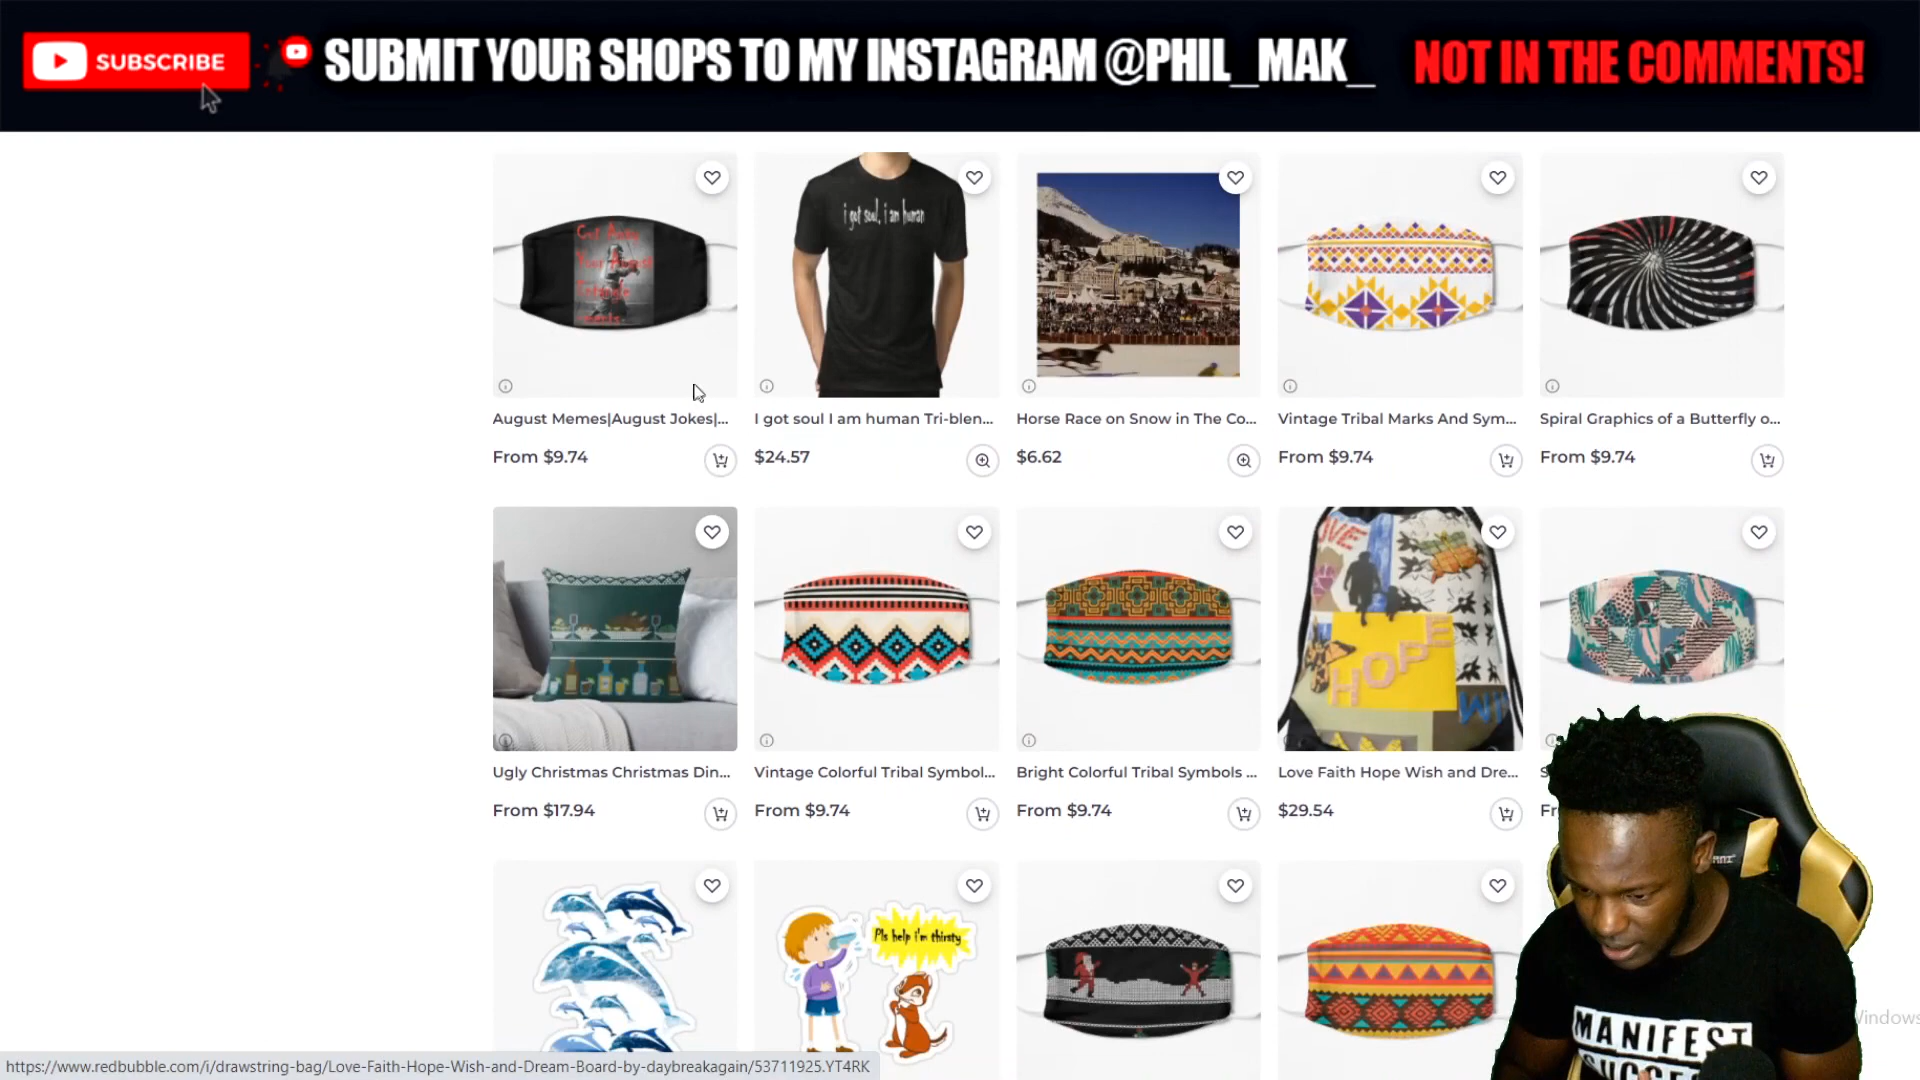 SUBSCRIBE
SUBMIT YOUR SHOPS TO MY INSTAGRAM @PHIL_MAK_
NOT IN THE COMMENTS!
i got soul, i am human
August Memes|August Jokes|...
I got soul I am human Tri-blen...
Horse Race on Snow in The Co...
Vintage Tribal Marks And Sym...
Spiral Graphics of a Butterfly o...
From $9.74
$24.57
$6.62
From $9.74
From $9.74
HOPE
Ugly Christmas Christmas Din...
Vintage Colorful Tribal Symbol...
Bright Colorful Tribal Symbols ...
Love Faith Hope Wish and Dre...
From $17.94
From $9.74
From $9.74
$29.54
Pls help i'm thirsty
MANIFEST
https://www.redbubble.com/i/drawstring-bag/Love-Faith-Hope-Wish-and-Dream-Board-by-daybreakagain/53711925.YT4RK